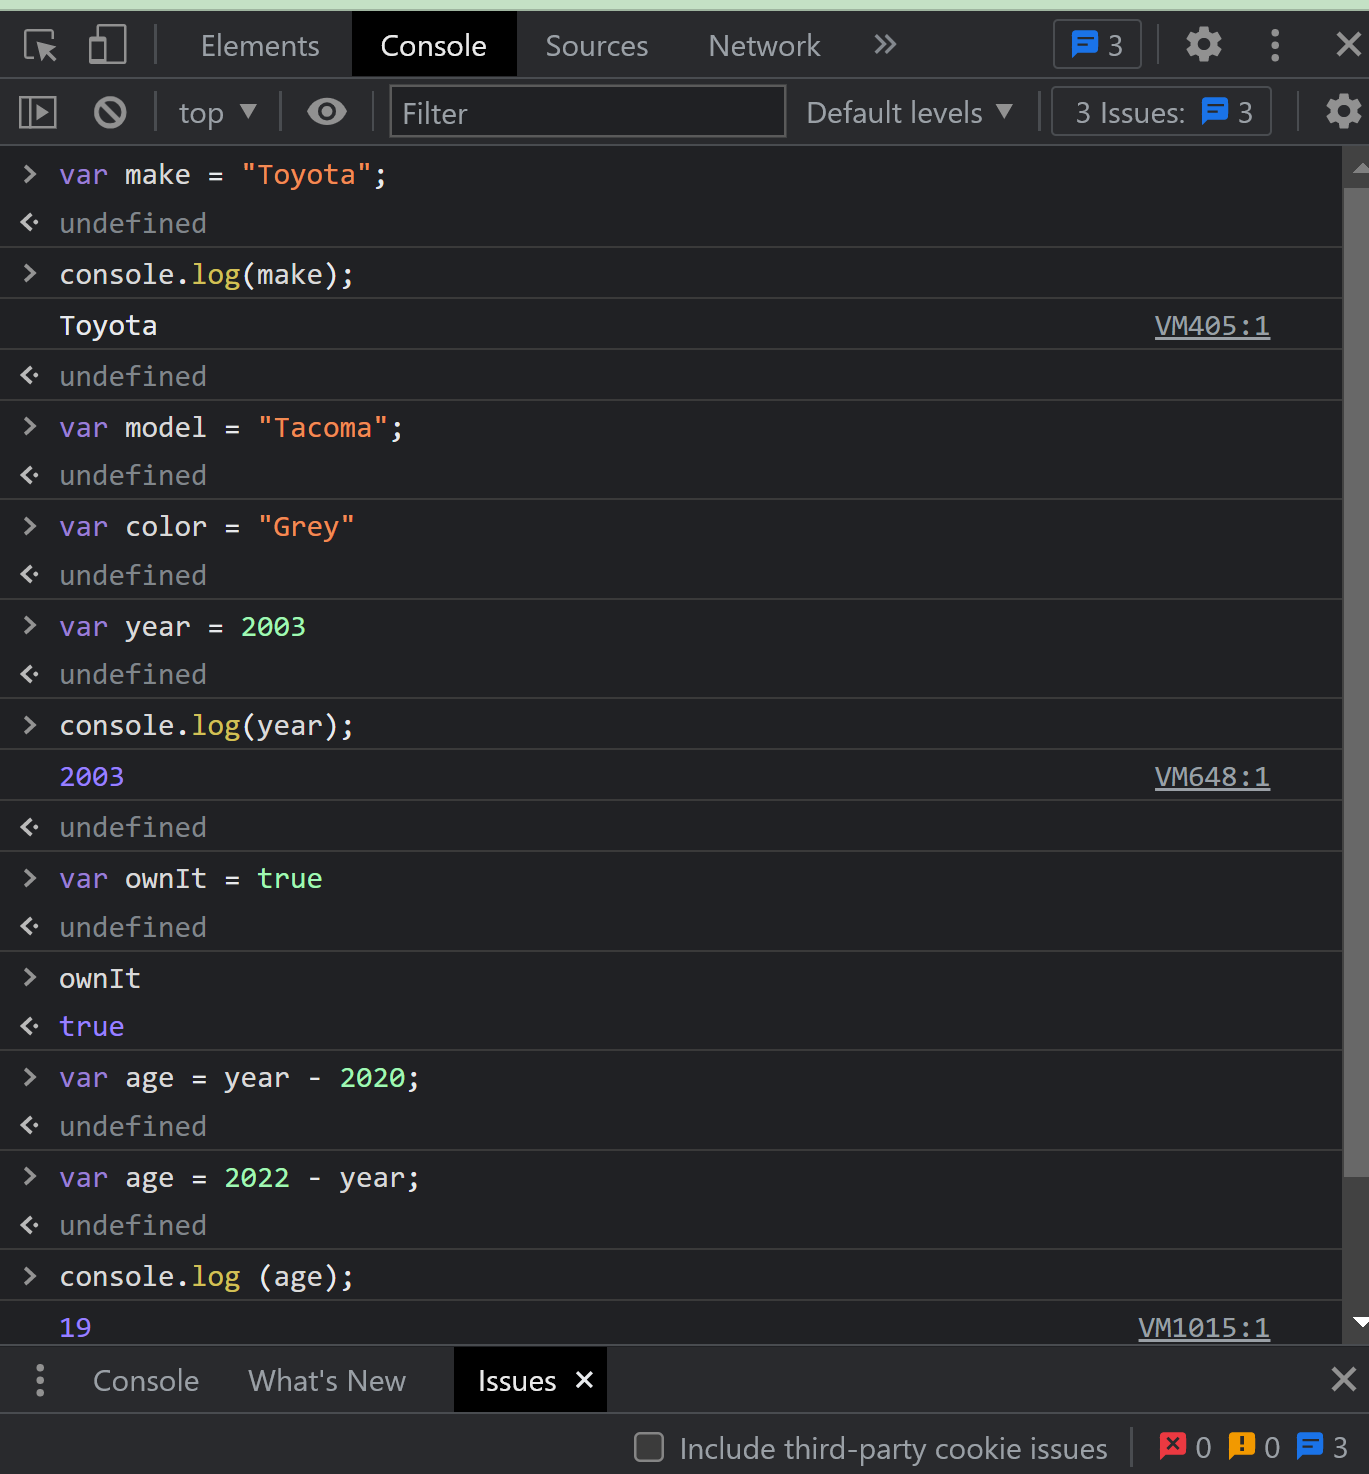 Elements Console Sources Network 3
top Filter Default levels 3 Issues: 3
var make = "Toyota";
undefined
console.log(make);
Toyota VM405:1
undefined
var model = "Tacoma";
undefined
var color = "Grey"
undefined
var year = 2003
undefined
console.log(year);
2003 VM648:1
undefined
var ownIt = true
undefined
ownIt
true
var age = year - 2020;
undefined
var age = 2022 - year;
undefined
console.log (age);
19 VM1015:1
Console What's New Issues
Include third-party cookie issues 0 0 3